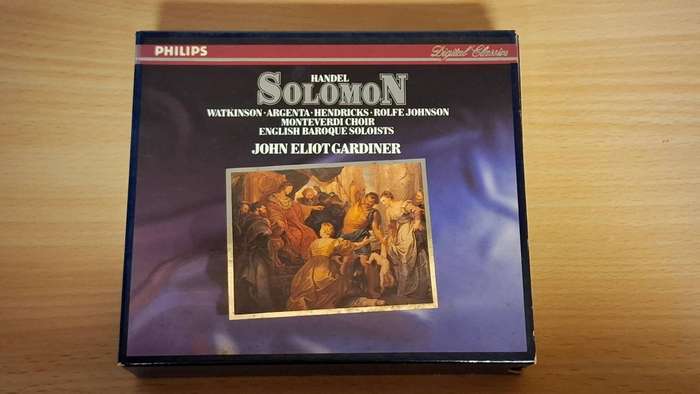 PHILIPS
Digital Classics
HANDEL
SOLOMON
WATKINSON · ARGENTA · HENDRICKS · ROLFE JOHNSON
MONTEVERDI CHOIR
ENGLISH BAROQUE SOLOISTS
JOHN ELIOT GARDINER